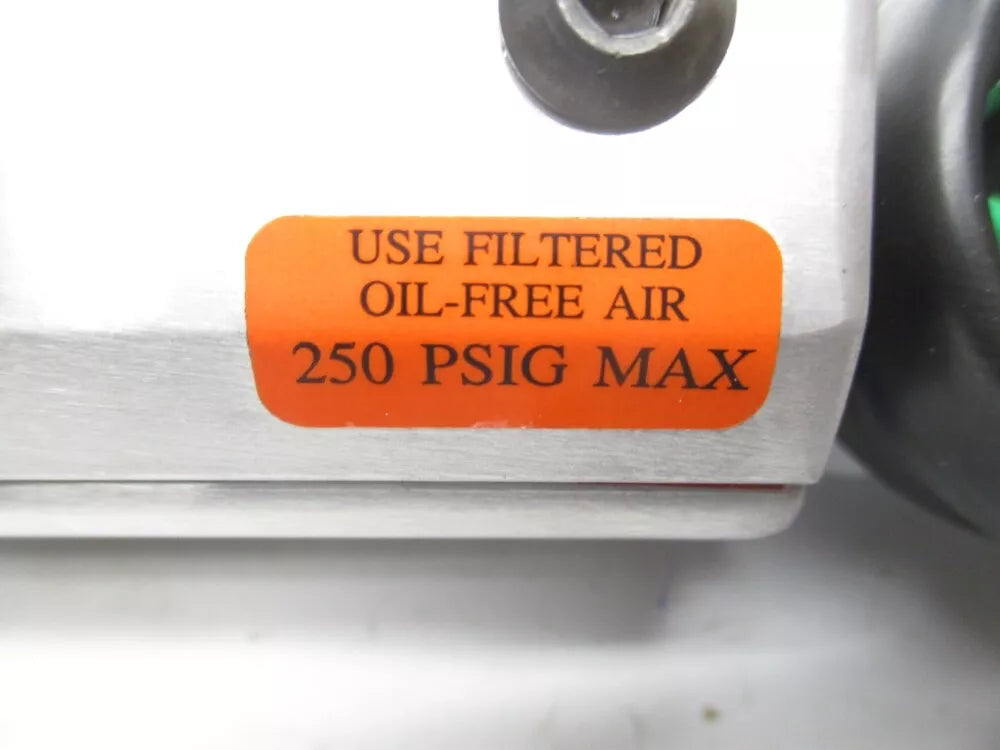 USE FILTERED
OIL-FREE AIR
250 PSIG MAX